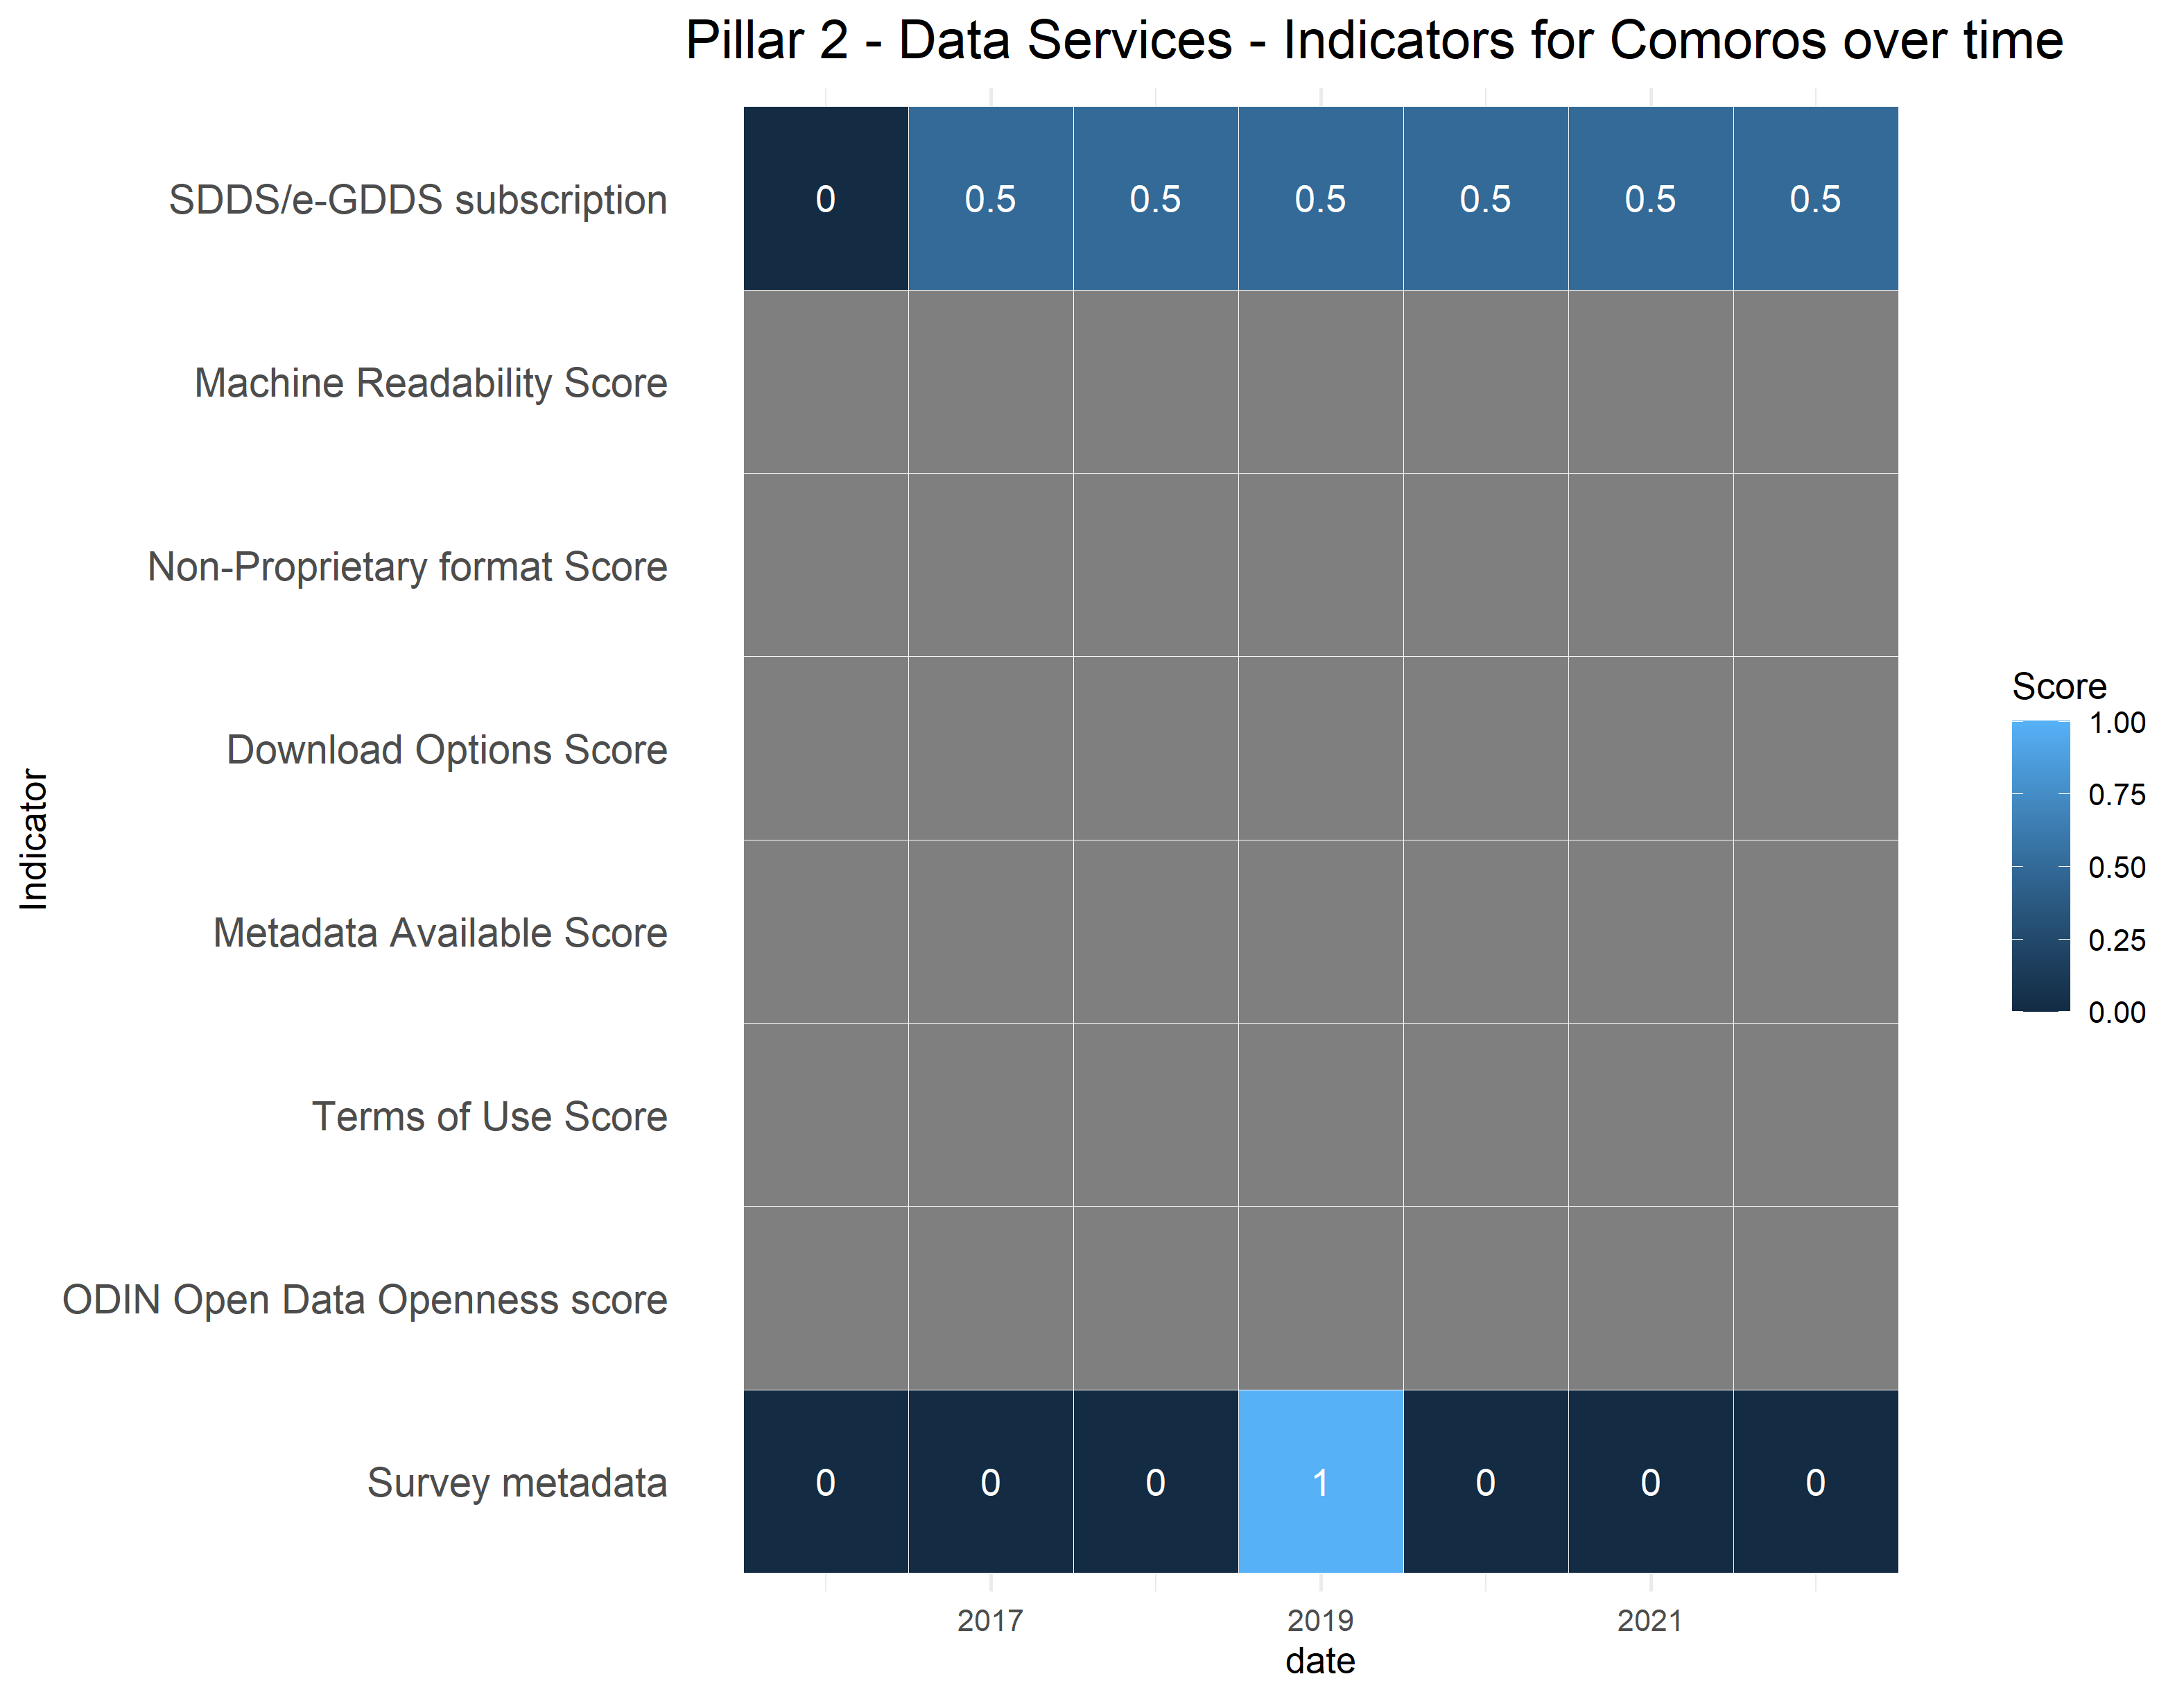 Pillar 2 - Data Services - Indicators for Comoros over time
Indicator
SDDS/e-GDDS subscription 0 0.5 0.5 0.5 0.5 0.5 0.5
Machine Readability Score
Non-Proprietary format Score
Download Options Score
Metadata Available Score
Terms of Use Score
ODIN Open Data Openness score
Survey metadata 0 0 0 1 0 0 0
2017 2019 2021
date
Score
1.00
0.75
0.50
0.25
0.00